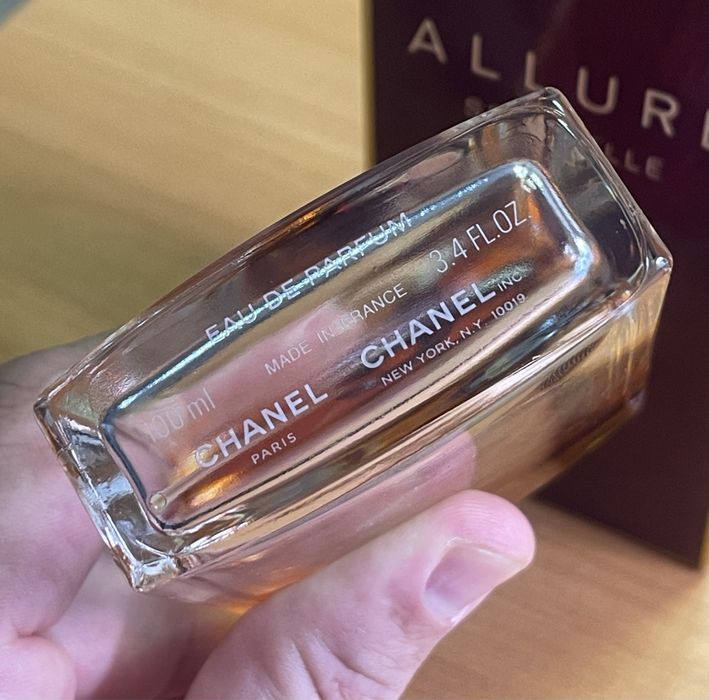 ALLURE
SENSUELLE
EAU DE PARFUM
100 ml MADE IN FRANCE 3.4 FL.OZ.
CHANEL CHANEL INC.
PARIS NEW YORK, N.Y. 10019